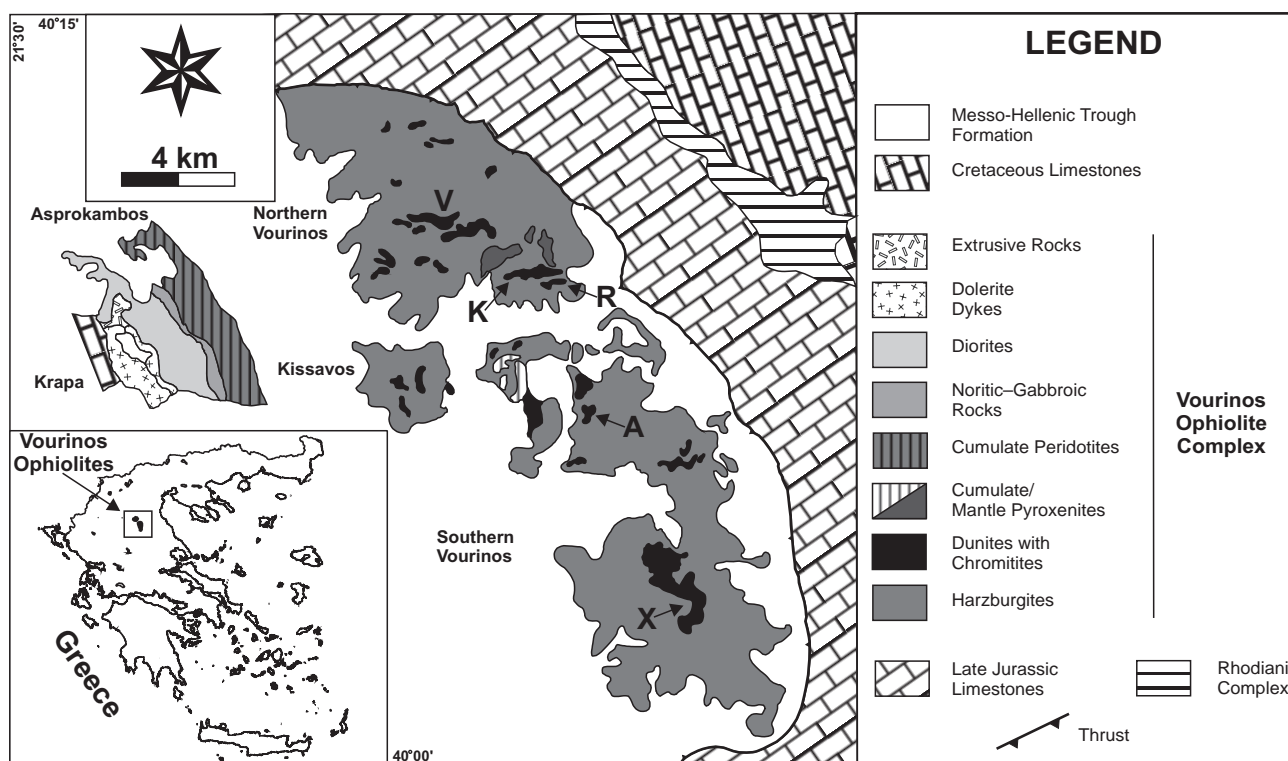 21°30'
40°15'
4 km
Asprokambos
Northern
Vourinos
V
K
R
Krapa
Kissavos
A
Vourinos
Ophiolites
Southern
Vourinos
X
Greece
40°00'
LEGEND
Messo-Hellenic Trough
Formation
Cretaceous Limestones
Extrusive Rocks
Dolerite
Dykes
Diorites
Noritic–Gabbroic
Rocks
Cumulate Peridotites
Cumulate/
Mantle Pyroxenites
Dunites with
Chromitites
Harzburgites
Vourinos
Ophiolite
Complex
Late Jurassic
Limestones
Rhodiani
Complex
Thrust